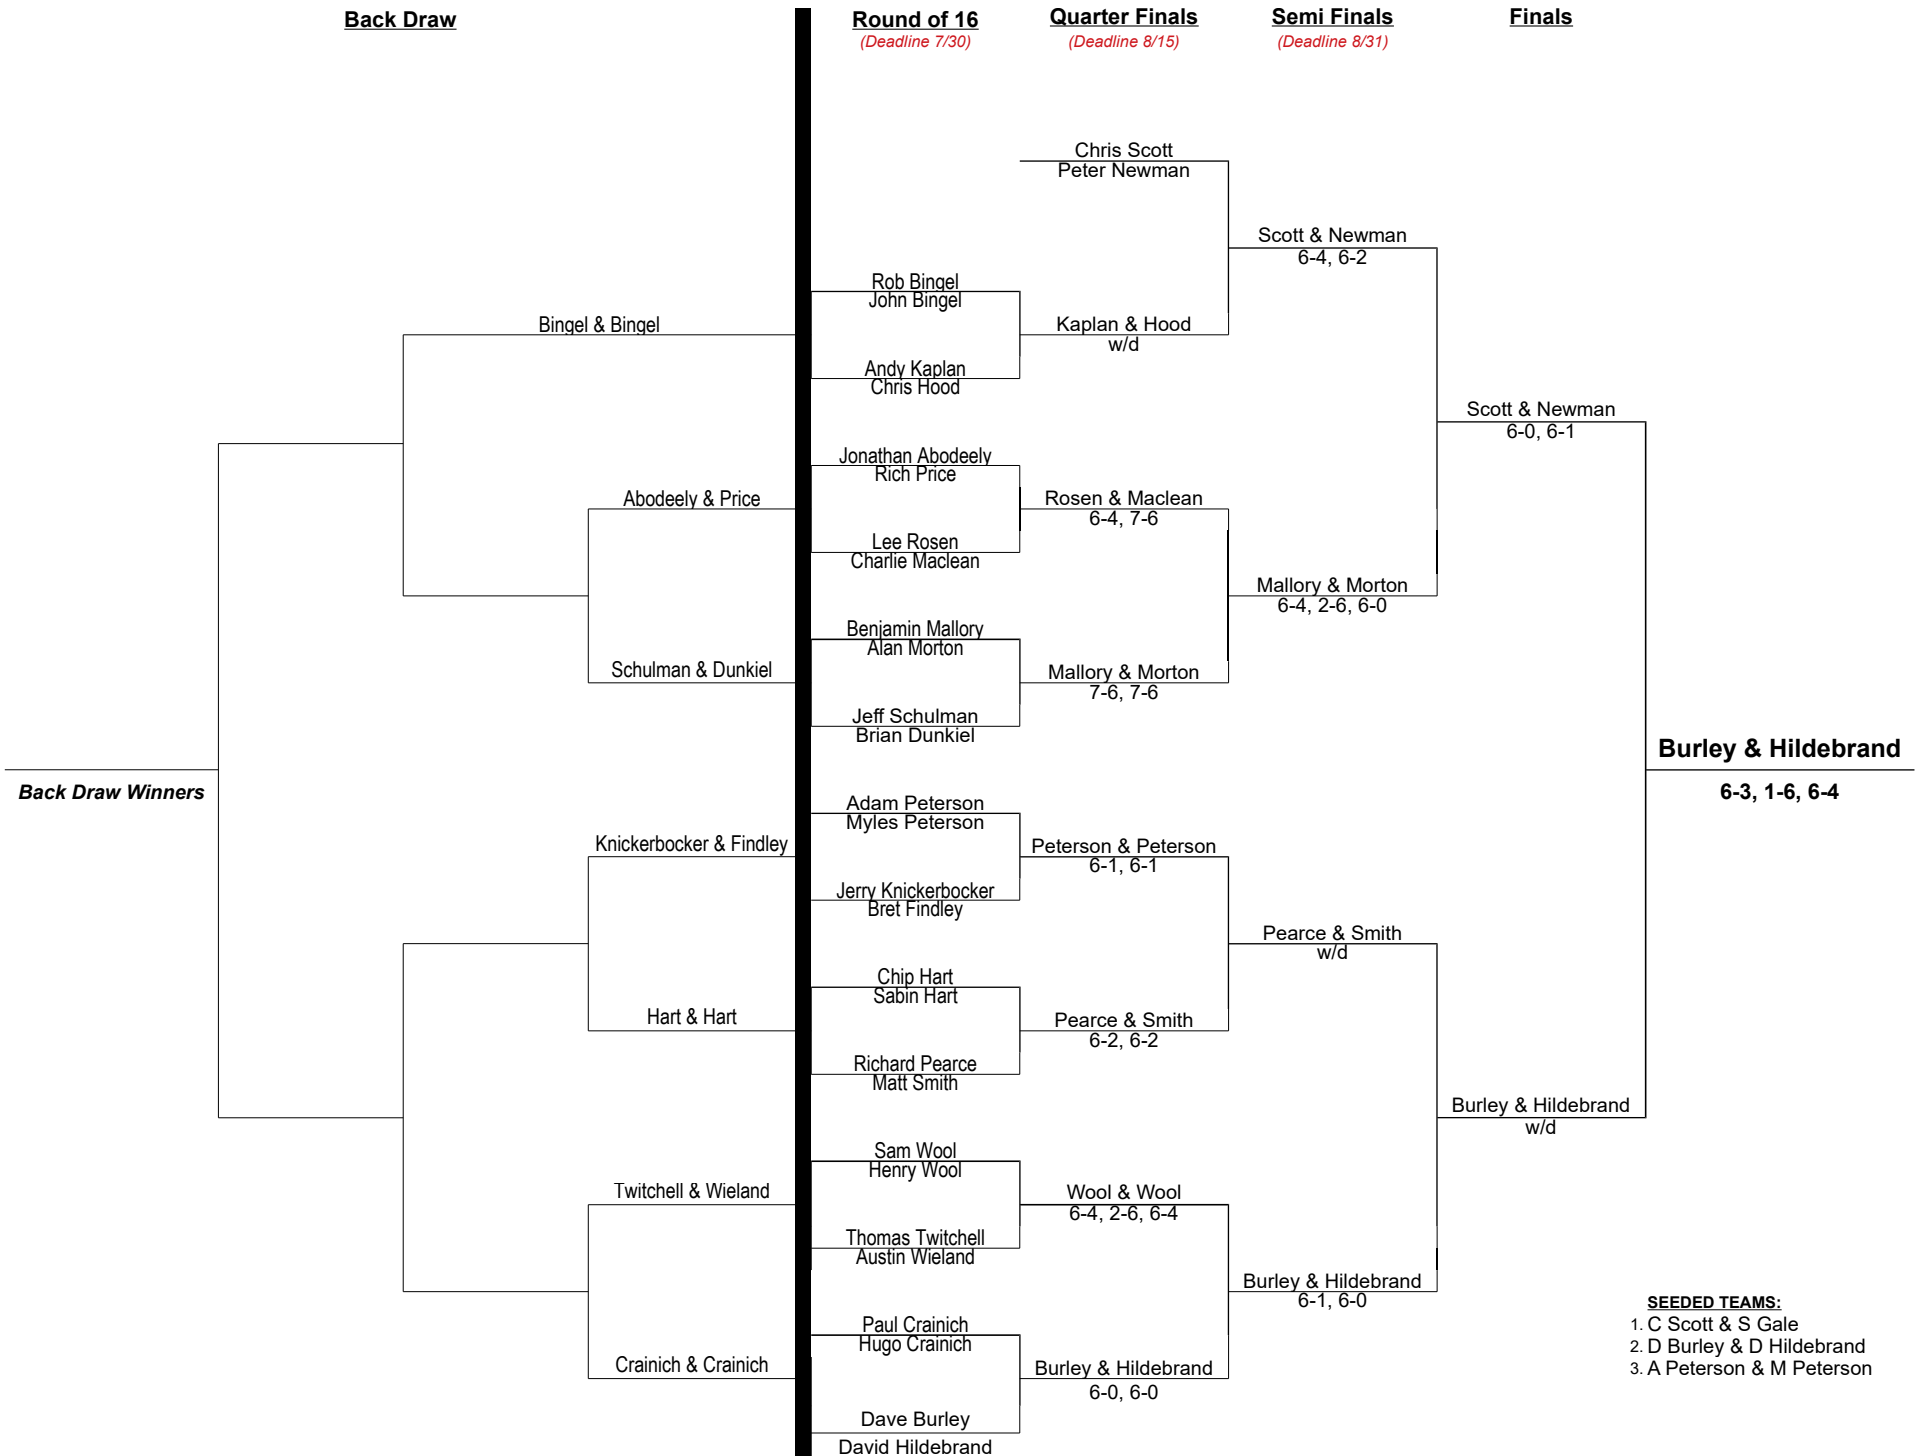 Back Draw
Round of 16
(Deadline 7/30)
Quarter Finals
(Deadline 8/15)
Semi Finals
(Deadline 8/31)
Finals
Bingel & Bingel
Abodeely & Price
Schulman & Dunkiel
Back Draw Winners
Knickerbocker & Findley
Hart & Hart
Twitchell & Wieland
Crainich & Crainich
Rob Bingel
John Bingel
Andy Kaplan
Chris Hood
Jonathan Abodeely
Rich Price
Lee Rosen
Charlie Maclean
Benjamin Mallory
Alan Morton
Jeff Schulman
Brian Dunkiel
Adam Peterson
Myles Peterson
Jerry Knickerbocker
Bret Findley
Chip Hart
Sabin Hart
Richard Pearce
Matt Smith
Sam Wool
Henry Wool
Thomas Twitchell
Austin Wieland
Paul Crainich
Hugo Crainich
Dave Burley
David Hildebrand
Chris Scott
Peter Newman
Kaplan & Hood
w/d
Rosen & Maclean
6-4, 7-6
Mallory & Morton
7-6, 7-6
Peterson & Peterson
6-1, 6-1
Pearce & Smith
6-2, 6-2
Wool & Wool
6-4, 2-6, 6-4
Burley & Hildebrand
6-0, 6-0
Scott & Newman
6-4, 6-2
Mallory & Morton
6-4, 2-6, 6-0
Pearce & Smith
w/d
Burley & Hildebrand
6-1, 6-0
Scott & Newman
6-0, 6-1
Burley & Hildebrand
w/d
Burley & Hildebrand
6-3, 1-6, 6-4
SEEDED TEAMS:
1. C Scott & S Gale
2. D Burley & D Hildebrand
3. A Peterson & M Peterson